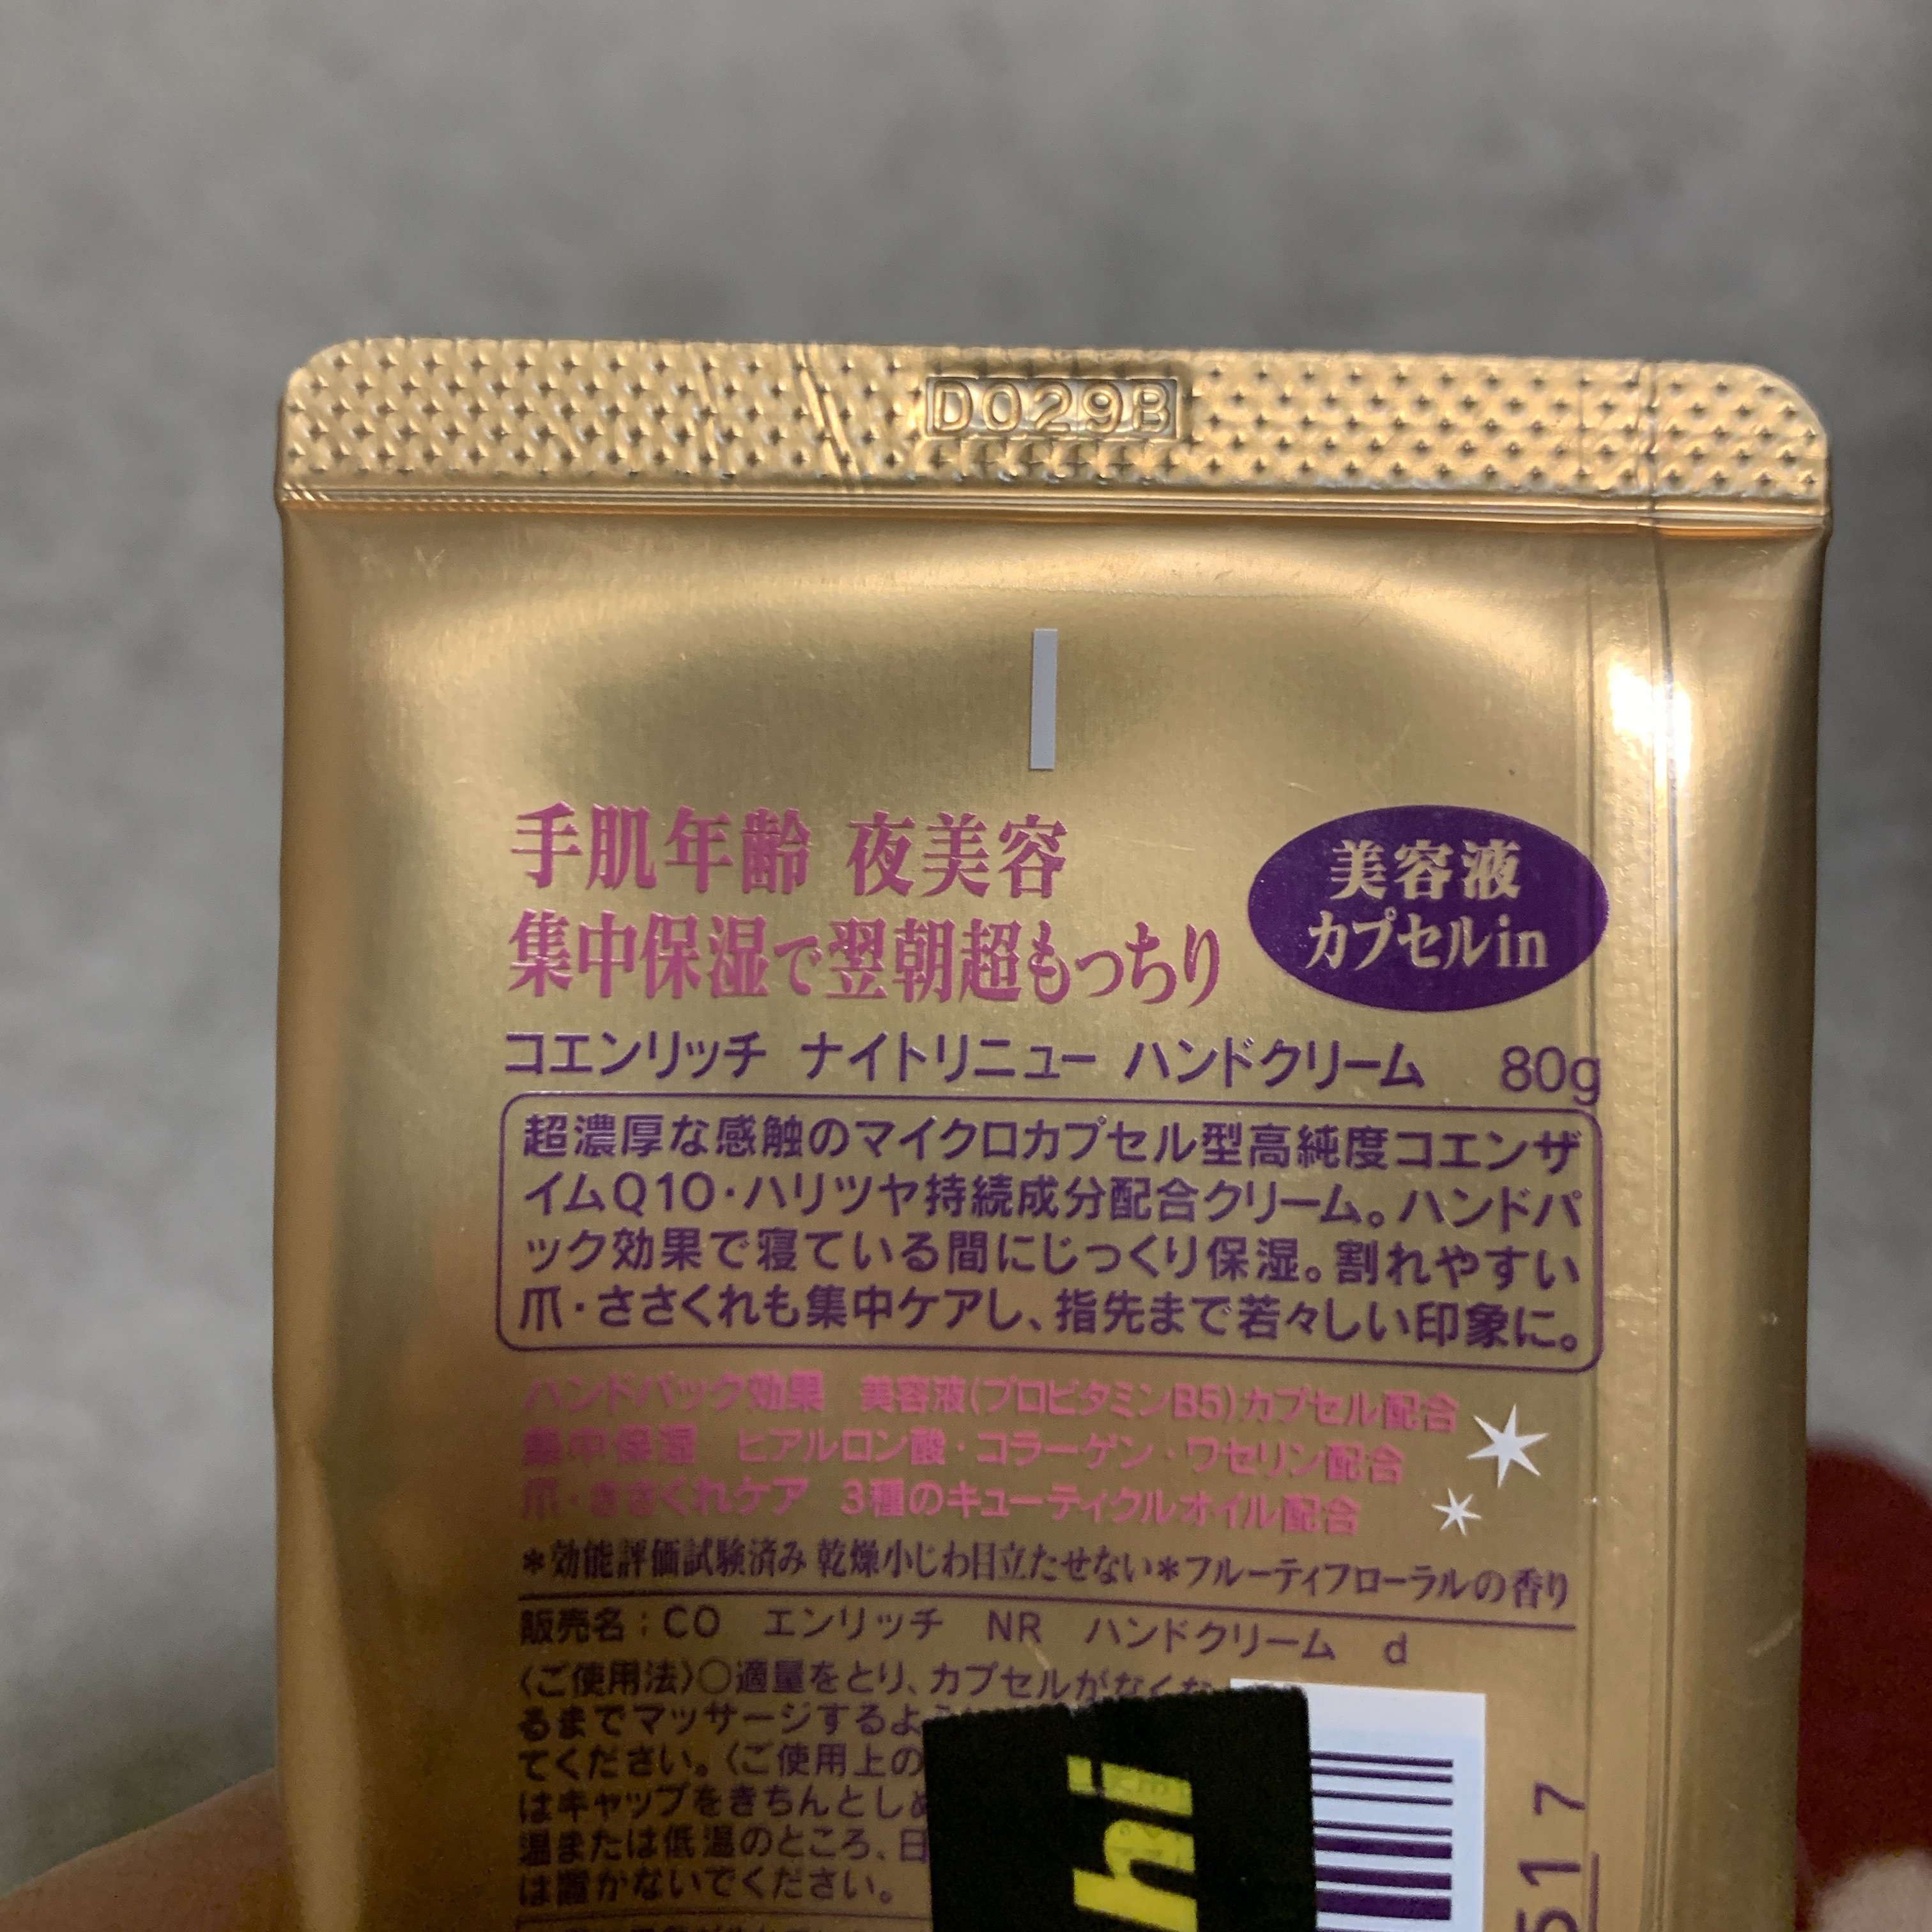 D029B
手肌年齢 夜美容
集中保湿で翌朝超もっちり
美容液
カプセルin
コエンリッチ ナイトリニュー ハンドクリーム 80g
超濃厚な感触のマイクロカプセル型高純度コエンザ
イムQ10・ハリツヤ持続成分配合クリーム。ハンドパ
ック効果で寝ている間にじっくり保湿。割れやすい
爪・ささくれも集中ケアし、指先まで若々しい印象に。
ハンドパック効果 美容液(プロビタミンB5)カプセル配合
集中保湿 ヒアルロン酸・コラーゲン・ワセリン配合
爪・ささくれケア 3種のキューティクルオイル配合
*効能評価試験済み 乾燥小じわ目立たせない*フルーティフローラルの香り
販売名：CO エンリッチ NR ハンドクリーム d
〈ご使用法〉○適量をとり、カプセルがなくな
るまでマッサージするよ
てください。〈ご使用上の
はキャップをきちんとし
温または低温のところ、日
は置かないでください。
hi
517